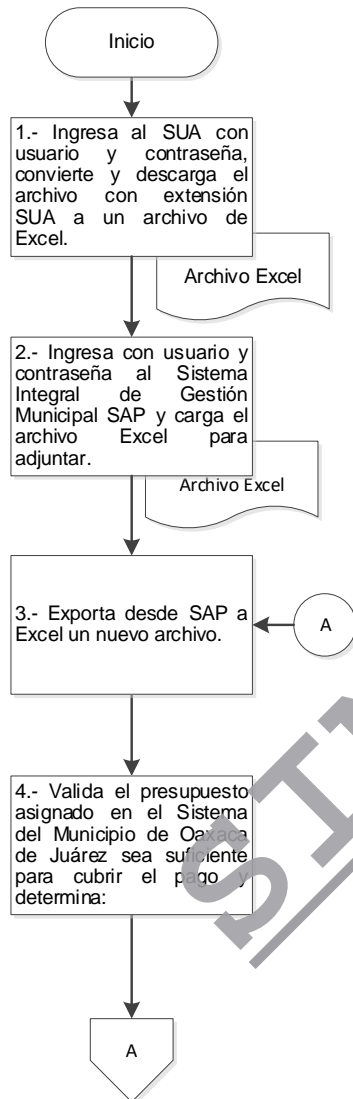 Inicio
1.- Ingresa al SUA con
usuario y contraseña,
convierte y descarga el
archivo con extensión
SUA a un archivo de
Excel.
Archivo Excel
2.- Ingresa con usuario y
contraseña al Sistema
Integral de Gestión
Municipal SAP y carga el
archivo Excel para
adjuntar.
Archivo Excel
3.- Exporta desde SAP a
Excel un nuevo archivo.
A
4.- Valida el presupuesto
asignado en el Sistema
del Municipio de Oaxaca
de Juárez sea suficiente
para cubrir el pago y
determina:
A